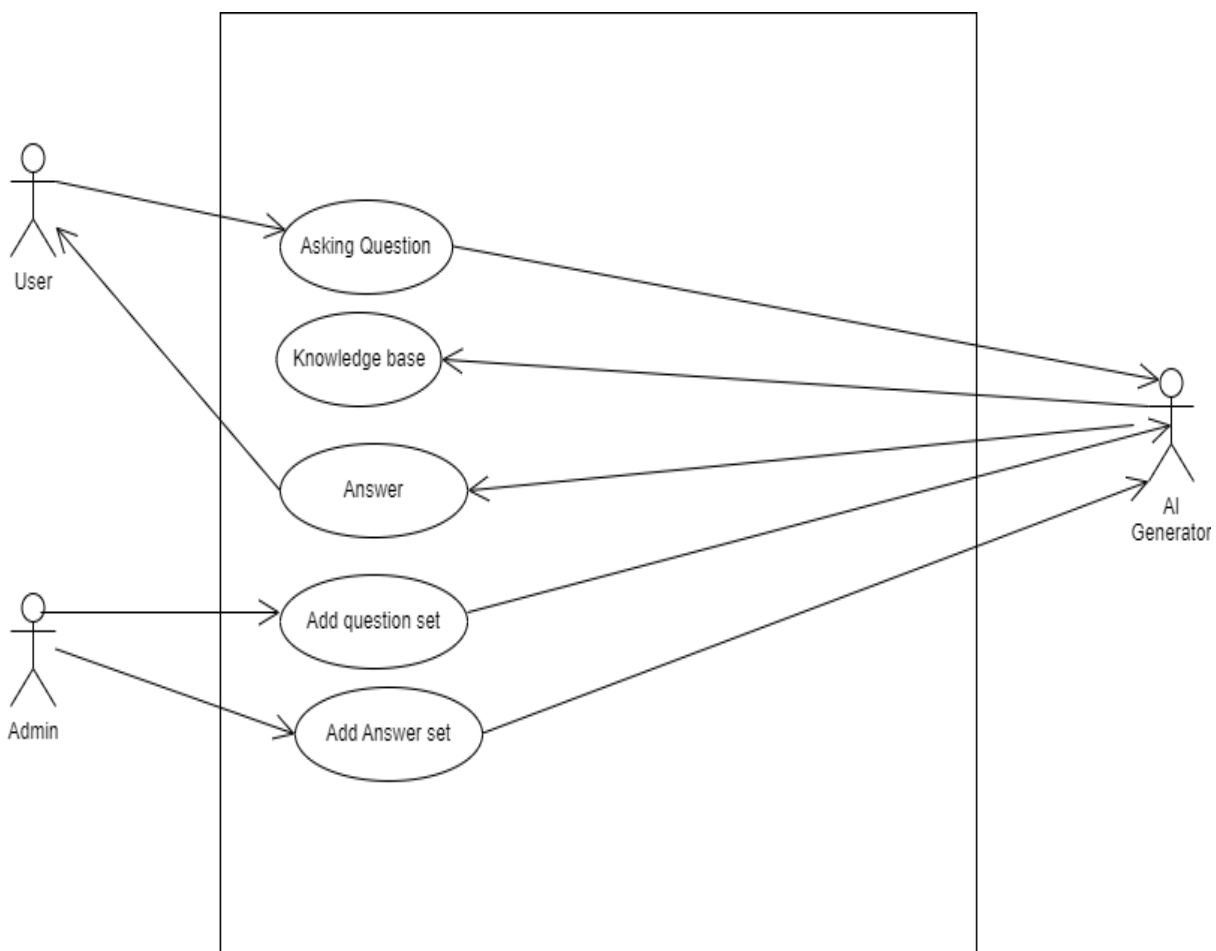 Asking Question
User
Knowledge base
Answer
AI
Generator
Add question set
Admin
Add Answer set